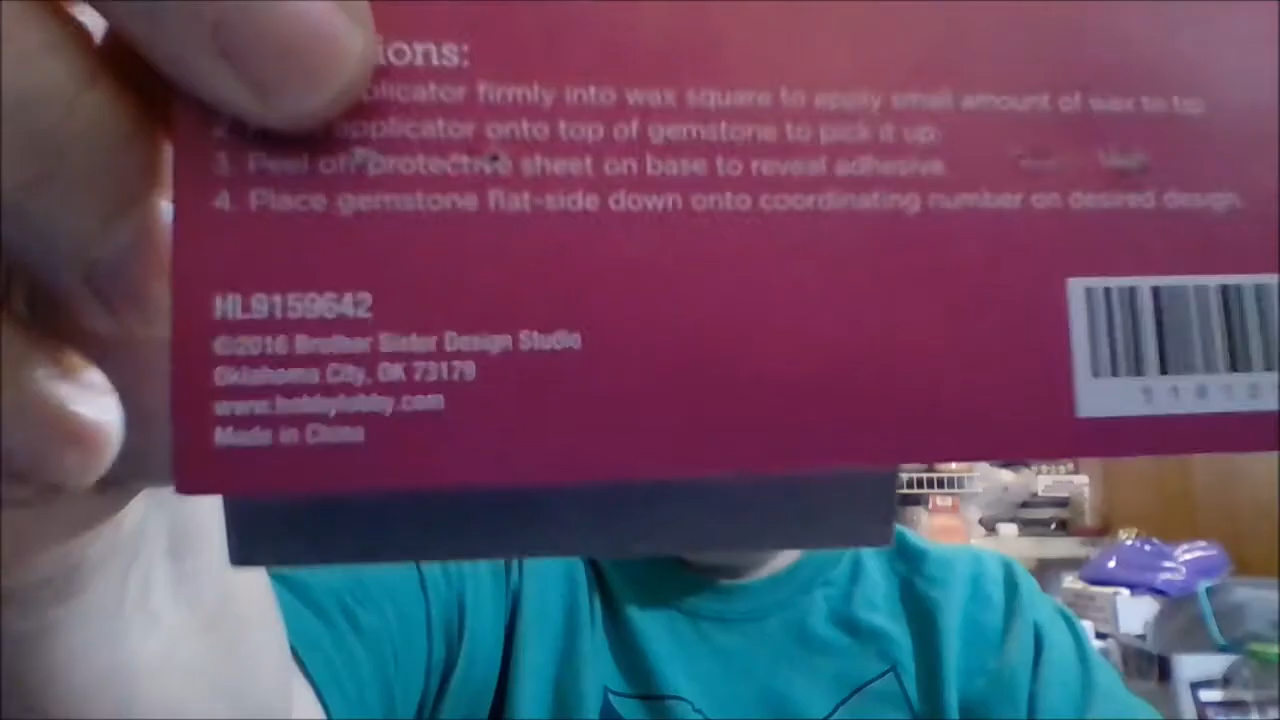 ions:
plicator firmly into wax square to apply small amount of wax to tip.
2. applicator onto top of gemstone to pick it up.
3. Peel off protective sheet on base to reveal adhesive.
4. Place gemstone flat-side down onto coordinating number on desired design.
HL9159642
©2016 Brother Sister Design Studio
Oklahoma City, OK 73179
www.hobbylobby.com
Made in China